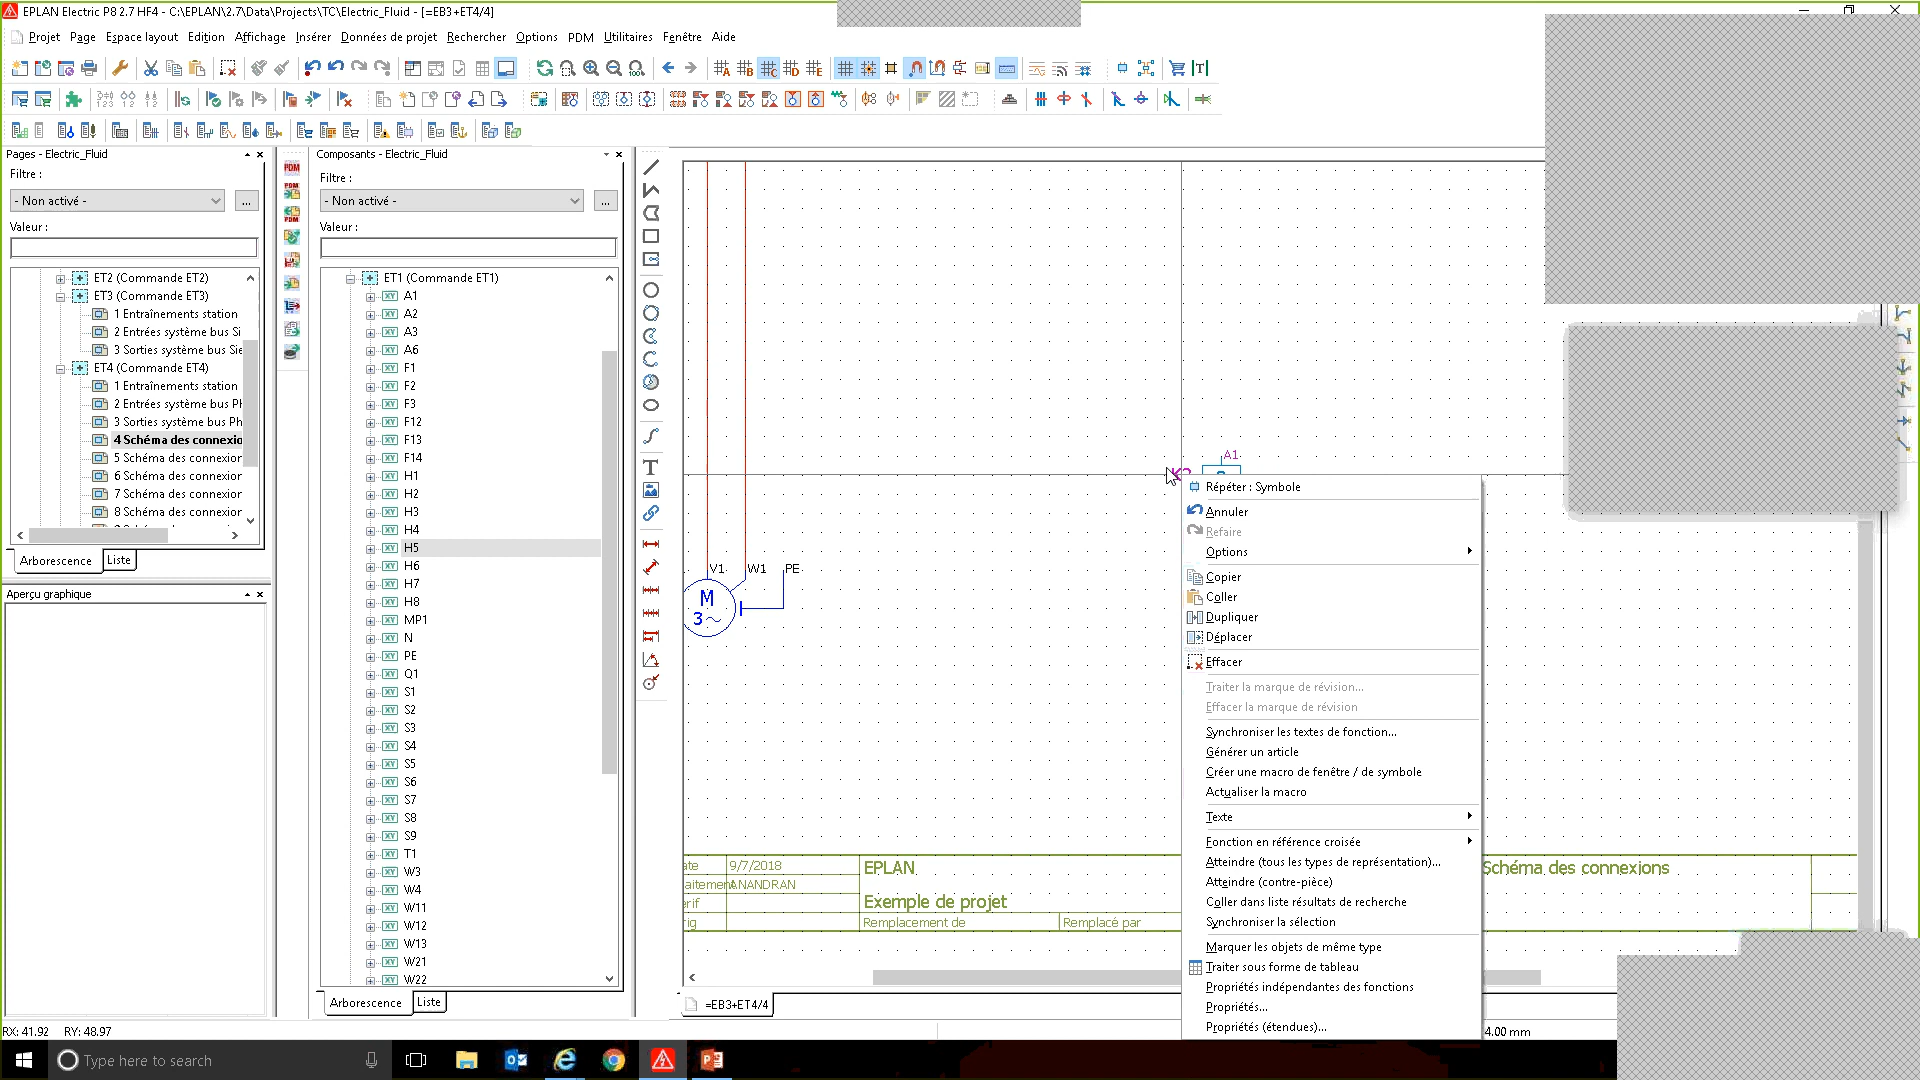 EPLAN Electric P8 2.7 HF4 - C:\EPLAN\2.7\Data\Projects\TC\Electric_Fluid - [=EB3+ET4/4]
Projet Page Espace layout Edition Affichage Insérer Données de projet Rechercher Options PDM Utilitaires Fenêtre Aide
Pages - Electric_Fluid
Filtre :
- Non activé -
...
Valeur :
ET2 (Commande ET2)
ET3 (Commande ET3)
1 Entraînements station
2 Entrées système bus Si
3 Sorties système bus Sie
ET4 (Commande ET4)
1 Entraînements station
2 Entrées système bus Ph
3 Sorties système bus Ph
4 Schéma des connexio
5 Schéma des connexior
6 Schéma des connexior
7 Schéma des connexior
8 Schéma des connexior
Arborescence
Liste
Aperçu graphique
PDM
PDM
PDM
Composants - Electric_Fluid
Filtre :
- Non activé -
...
Valeur :
ET1 (Commande ET1)
A1
A2
A3
A6
F1
F2
F3
F12
F13
F14
H1
H2
H3
H4
H5
H6
H7
H8
MP1
N
PE
Q1
S1
S2
S3
S4
S5
S6
S7
S8
S9
T1
W3
W4
W11
W12
W13
W21
W22
Arborescence
Liste
A1
V1 W1 PE
M
3~
Répéter : Symbole
Annuler
Refaire
Options
Copier
Coller
Dupliquer
Déplacer
Effacer
Traiter la marque de révision...
Effacer la marque de révision
Synchroniser les textes de fonction...
Générer un article
Créer une macro de fenêtre / de symbole
Actualiser la macro
Texte
Fonction en référence croisée
Atteindre (tous les types de représentation)...
Atteindre (contre-pièce)
Coller dans liste résultats de recherche
Synchroniser la sélection
Marquer les objets de même type
Traiter sous forme de tableau
Propriétés indépendantes des fonctions
Propriétés...
Propriétés (étendues)...
9/7/2018
ANANDRAN
EPLAN
Exemple de projet
Remplacement de
Remplacé par
Schéma des connexions
=EB3+ET4/4
RX: 41.92 RY: 48.97
4.00 mm
Type here to search